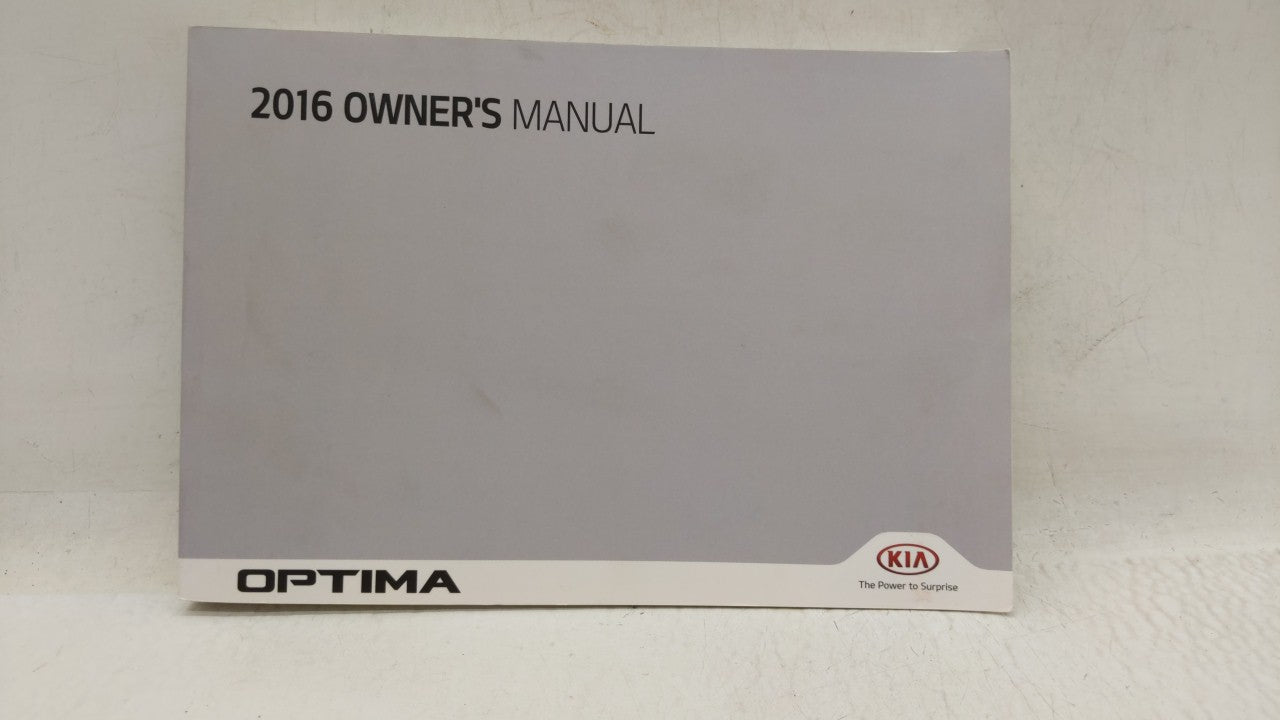 2016 OWNER'S MANUAL
OPTIMA
KIA
The Power to Surprise